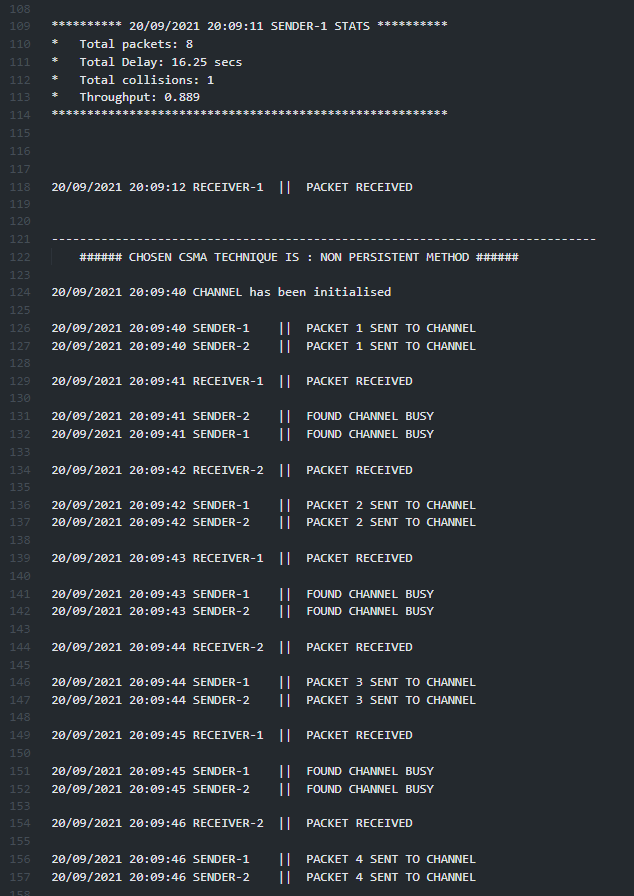 108
109 ********** 20/09/2021 20:09:11 SENDER-1 STATS **********
110 *   Total packets: 8
111 *   Total Delay: 16.25 secs
112 *   Total collisions: 1
113 *   Throughput: 0.889
114 ********************************************************
115
116
117
118 20/09/2021 20:09:12 RECEIVER-1  ||  PACKET RECEIVED
119
120
121 -----------------------------------------------------------------------------
122     ###### CHOSEN CSMA TECHNIQUE IS : NON PERSISTENT METHOD ######
123
124 20/09/2021 20:09:40 CHANNEL has been initialised
125
126 20/09/2021 20:09:40 SENDER-1    ||  PACKET 1 SENT TO CHANNEL
127 20/09/2021 20:09:40 SENDER-2    ||  PACKET 1 SENT TO CHANNEL
128
129 20/09/2021 20:09:41 RECEIVER-1  ||  PACKET RECEIVED
130
131 20/09/2021 20:09:41 SENDER-2    ||  FOUND CHANNEL BUSY
132 20/09/2021 20:09:41 SENDER-1    ||  FOUND CHANNEL BUSY
133
134 20/09/2021 20:09:42 RECEIVER-2  ||  PACKET RECEIVED
135
136 20/09/2021 20:09:42 SENDER-1    ||  PACKET 2 SENT TO CHANNEL
137 20/09/2021 20:09:42 SENDER-2    ||  PACKET 2 SENT TO CHANNEL
138
139 20/09/2021 20:09:43 RECEIVER-1  ||  PACKET RECEIVED
140
141 20/09/2021 20:09:43 SENDER-1    ||  FOUND CHANNEL BUSY
142 20/09/2021 20:09:43 SENDER-2    ||  FOUND CHANNEL BUSY
143
144 20/09/2021 20:09:44 RECEIVER-2  ||  PACKET RECEIVED
145
146 20/09/2021 20:09:44 SENDER-1    ||  PACKET 3 SENT TO CHANNEL
147 20/09/2021 20:09:44 SENDER-2    ||  PACKET 3 SENT TO CHANNEL
148
149 20/09/2021 20:09:45 RECEIVER-1  ||  PACKET RECEIVED
150
151 20/09/2021 20:09:45 SENDER-1    ||  FOUND CHANNEL BUSY
152 20/09/2021 20:09:45 SENDER-2    ||  FOUND CHANNEL BUSY
153
154 20/09/2021 20:09:46 RECEIVER-2  ||  PACKET RECEIVED
155
156 20/09/2021 20:09:46 SENDER-1    ||  PACKET 4 SENT TO CHANNEL
157 20/09/2021 20:09:46 SENDER-2    ||  PACKET 4 SENT TO CHANNEL
158